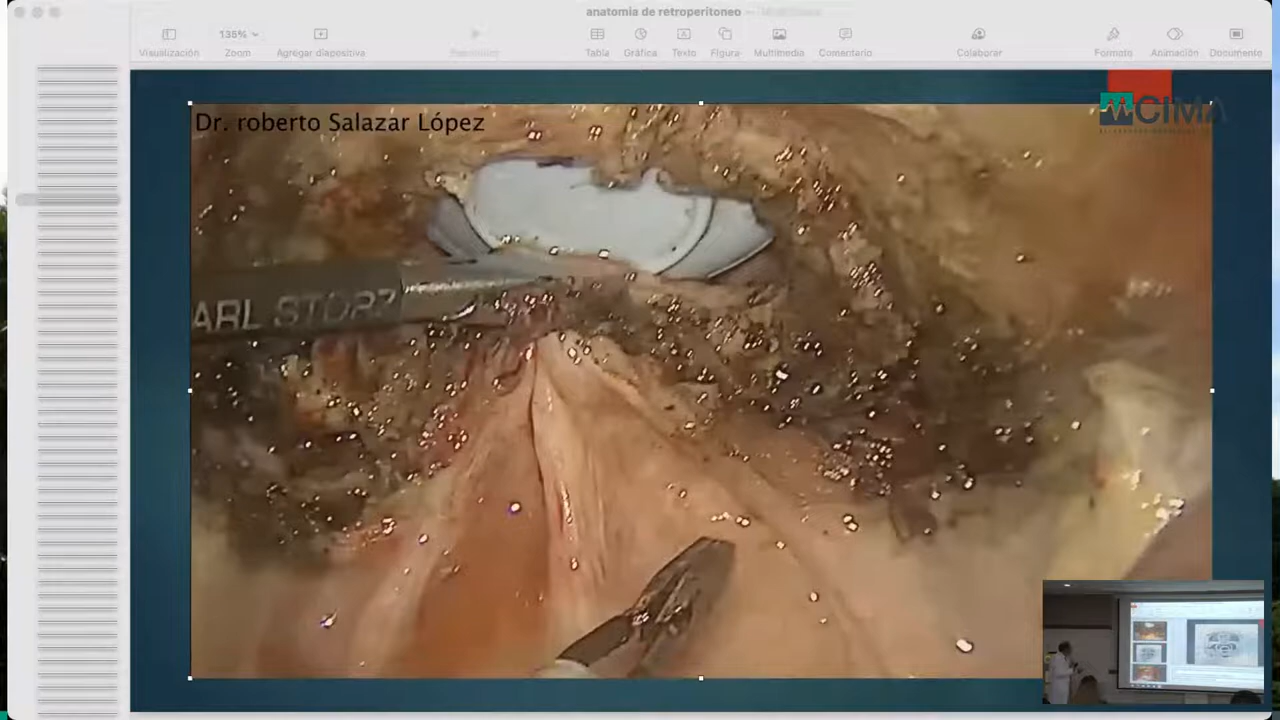 anatomia de retroperitoneo
135%
Visualización
Zoom
Agregar diapositiva
Tabla
Gráfica
Texto
Figura
Multimedia
Comentario
Colaborar
Formato
Animación
Documento
Dr. roberto Salazar López
CIMA
ARL STORZ